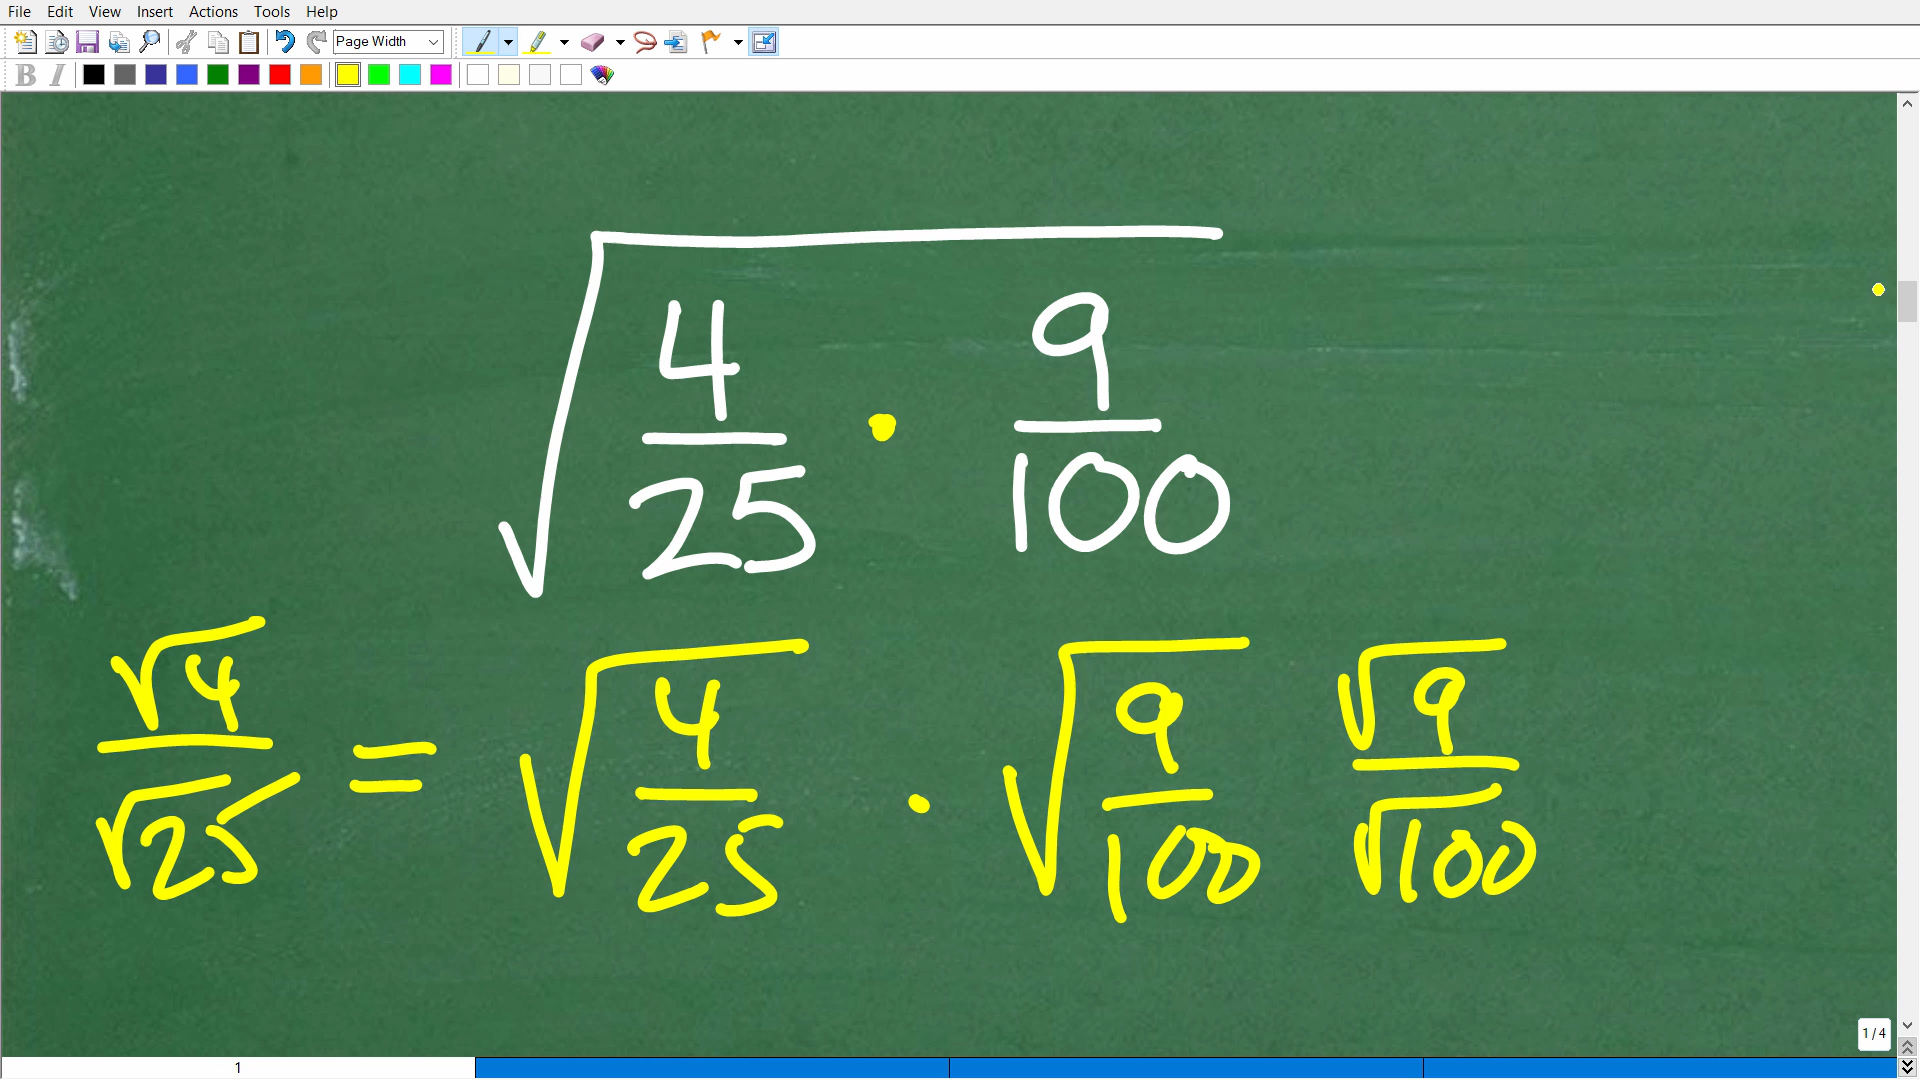 File Edit View Insert Actions Tools Help
Page Width
B I
√(4/25 · 9/100)
√4/√25 = √(4/25) · √(9/100) √9/√100
1 / 4
1